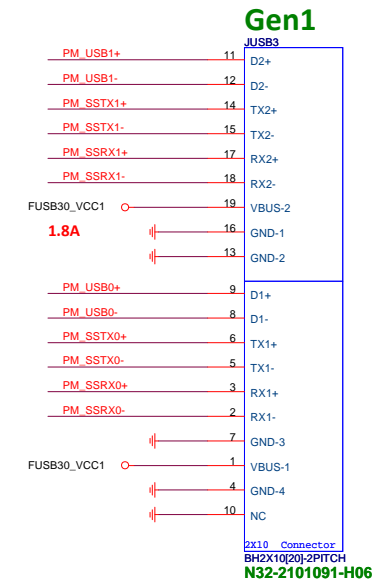 Gen1
JUSB3
PM_USB1+ 11 D2+
PM_USB1- 12 D2-
PM_SSTX1+ 14 TX2+
PM_SSTX1- 15 TX2-
PM_SSRX1+ 17 RX2+
PM_SSRX1- 18 RX2-
FUSB30_VCC1 19 VBUS-2
1.8A 16 GND-1
13 GND-2
PM_USB0+ 9 D1+
PM_USB0- 8 D1-
PM_SSTX0+ 6 TX1+
PM_SSTX0- 5 TX1-
PM_SSRX0+ 3 RX1+
PM_SSRX0- 2 RX1-
7 GND-3
FUSB30_VCC1 1 VBUS-1
4 GND-4
10 NC
2X10 Connector
BH2X10[20]-2PITCH
N32-2101091-H06